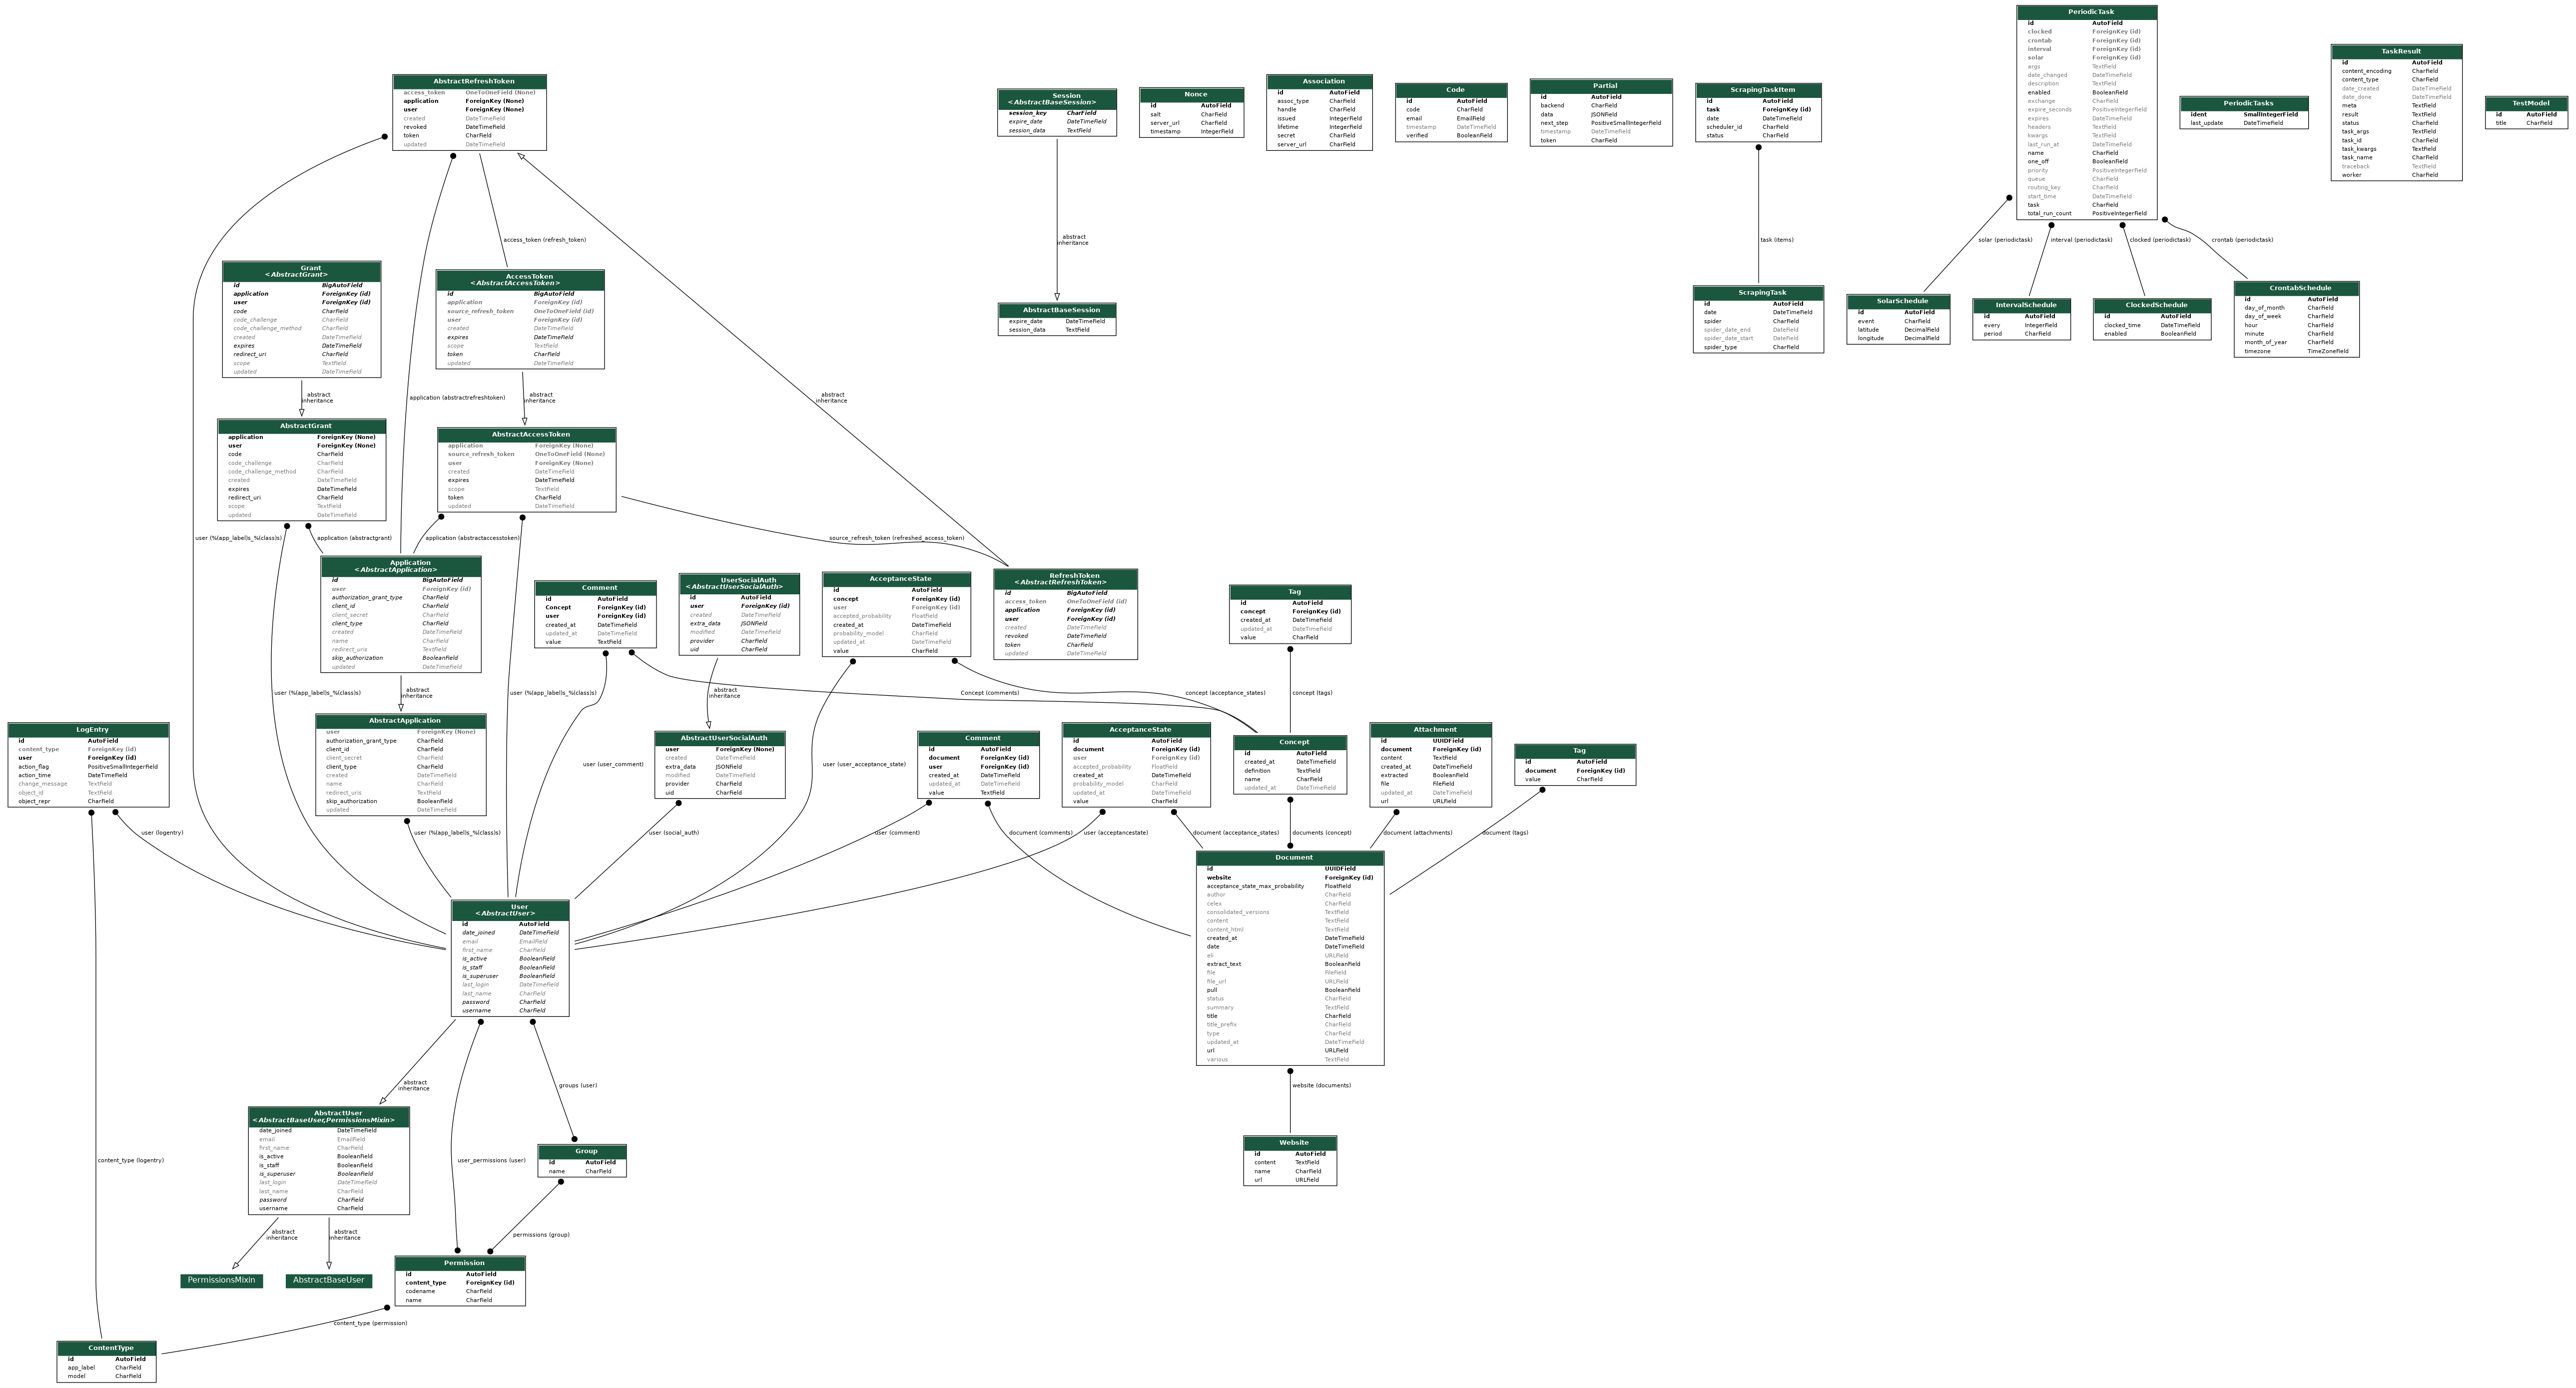 PeriodicTask
id AutoField
clocked ForeignKey (id)
crontab ForeignKey (id)
interval ForeignKey (id)
solar ForeignKey (id)
args TextField
date_changed DateTimeField
description TextField
enabled BooleanField
exchange CharField
expire_seconds PositiveIntegerField
expires DateTimeField
headers TextField
kwargs TextField
last_run_at DateTimeField
name CharField
one_off BooleanField
priority PositiveIntegerField
queue CharField
routing_key CharField
start_time DateTimeField
task CharField
total_run_count PositiveIntegerField
TaskResult
id AutoField
content_encoding CharField
content_type CharField
date_created DateTimeField
date_done DateTimeField
meta TextField
result TextField
status CharField
task_args TextField
task_id CharField
task_kwargs TextField
task_name CharField
traceback TextField
worker CharField
AbstractRefreshToken
access_token OneToOneField (None)
application ForeignKey (None)
user ForeignKey (None)
created DateTimeField
revoked DateTimeField
token CharField
updated DateTimeField
Session
<AbstractBaseSession>
session_key CharField
expire_date DateTimeField
session_data TextField
Nonce
id AutoField
salt CharField
server_url CharField
timestamp IntegerField
Association
id AutoField
assoc_type CharField
handle CharField
issued IntegerField
lifetime IntegerField
secret CharField
server_url CharField
Code
id AutoField
code CharField
email EmailField
timestamp DateTimeField
verified BooleanField
Partial
id AutoField
backend CharField
data JSONField
next_step PositiveSmallIntegerField
timestamp DateTimeField
token CharField
ScrapingTaskItem
id AutoField
task ForeignKey (id)
date DateTimeField
scheduler_id CharField
status CharField
PeriodicTasks
ident SmallIntegerField
last_update DateTimeField
TestModel
id AutoField
title CharField
access_token (refresh_token)
abstract
inheritance
task (items)
solar (periodictask)
interval (periodictask)
clocked (periodictask)
crontab (periodictask)
Grant
<AbstractGrant>
id BigAutoField
application ForeignKey (id)
user ForeignKey (id)
code CharField
code_challenge CharField
code_challenge_method CharField
created DateTimeField
expires DateTimeField
redirect_uri CharField
scope TextField
updated DateTimeField
AccessToken
<AbstractAccessToken>
id BigAutoField
application ForeignKey (id)
source_refresh_token OneToOneField (id)
user ForeignKey (id)
created DateTimeField
expires DateTimeField
scope TextField
token CharField
updated DateTimeField
AbstractBaseSession
expire_date DateTimeField
session_data TextField
ScrapingTask
id AutoField
date DateTimeField
spider CharField
spider_date_end DateField
spider_date_start DateField
spider_type CharField
SolarSchedule
id AutoField
event CharField
latitude DecimalField
longitude DecimalField
IntervalSchedule
id AutoField
every IntegerField
period CharField
ClockedSchedule
id AutoField
clocked_time DateTimeField
enabled BooleanField
CrontabSchedule
id AutoField
day_of_month CharField
day_of_week CharField
hour CharField
minute CharField
month_of_year CharField
timezone TimeZoneField
abstract
inheritance
application (abstractrefreshtoken)
abstract
inheritance
abstract
inheritance
AbstractGrant
application ForeignKey (None)
user ForeignKey (None)
code CharField
code_challenge CharField
code_challenge_method CharField
created DateTimeField
expires DateTimeField
redirect_uri CharField
scope TextField
updated DateTimeField
AbstractAccessToken
application ForeignKey (None)
source_refresh_token OneToOneField (None)
user ForeignKey (None)
created DateTimeField
expires DateTimeField
scope TextField
token CharField
updated DateTimeField
user (%(app_label)s_%(class)s)
application (abstractgrant)
application (abstractaccesstoken)
source_refresh_token (refreshed_access_token)
Application
<AbstractApplication>
id BigAutoField
user ForeignKey (id)
authorization_grant_type CharField
client_id CharField
client_secret CharField
client_type CharField
created DateTimeField
name CharField
redirect_uris TextField
skip_authorization BooleanField
updated DateTimeField
Comment
id AutoField
Concept ForeignKey (id)
user ForeignKey (id)
created_at DateTimeField
updated_at DateTimeField
value TextField
UserSocialAuth
<AbstractUserSocialAuth>
id AutoField
user ForeignKey (id)
created DateTimeField
extra_data JSONField
modified DateTimeField
provider CharField
uid CharField
AcceptanceState
id AutoField
concept ForeignKey (id)
user ForeignKey (id)
accepted_probability FloatField
created_at DateTimeField
probability_model CharField
updated_at DateTimeField
value CharField
RefreshToken
<AbstractRefreshToken>
id BigAutoField
access_token OneToOneField (id)
application ForeignKey (id)
user ForeignKey (id)
created DateTimeField
revoked DateTimeField
token CharField
updated DateTimeField
Tag
id AutoField
concept ForeignKey (id)
created_at DateTimeField
updated_at DateTimeField
value CharField
user (%(app_label)s_%(class)s)
abstract
inheritance
user (%(app_label)s_%(class)s)
abstract
inheritance
Concept (comments)
concept (acceptance_states)
concept (tags)
LogEntry
id AutoField
content_type ForeignKey (id)
user ForeignKey (id)
action_flag PositiveSmallIntegerField
action_time DateTimeField
change_message TextField
object_id TextField
object_repr CharField
AbstractApplication
user ForeignKey (None)
authorization_grant_type CharField
client_id CharField
client_secret CharField
client_type CharField
created DateTimeField
name CharField
redirect_uris TextField
skip_authorization BooleanField
updated DateTimeField
user (user_comment)
AbstractUserSocialAuth
user ForeignKey (None)
created DateTimeField
extra_data JSONField
modified DateTimeField
provider CharField
uid CharField
user (user_acceptance_state)
Comment
id AutoField
document ForeignKey (id)
user ForeignKey (id)
created_at DateTimeField
updated_at DateTimeField
value TextField
AcceptanceState
id AutoField
document ForeignKey (id)
user ForeignKey (id)
accepted_probability FloatField
created_at DateTimeField
probability_model CharField
updated_at DateTimeField
value CharField
Concept
id AutoField
created_at DateTimeField
definition TextField
name CharField
updated_at DateTimeField
Attachment
id UUIDField
document ForeignKey (id)
content TextField
created_at DateTimeField
extracted BooleanField
file FileField
updated_at DateTimeField
url URLField
Tag
id AutoField
document ForeignKey (id)
value CharField
user (logentry)
user (%(app_label)s_%(class)s)
user (social_auth)
user (comment)
document (comments)
user (acceptancestate)
document (acceptance_states)
documents (concept)
document (attachments)
document (tags)
User
<AbstractUser>
id AutoField
date_joined DateTimeField
email EmailField
first_name CharField
is_active BooleanField
is_staff BooleanField
is_superuser BooleanField
last_login DateTimeField
last_name CharField
password CharField
username CharField
Document
id UUIDField
website ForeignKey (id)
acceptance_state_max_probability FloatField
author CharField
celex CharField
consolidated_versions TextField
content TextField
content_html TextField
created_at DateTimeField
date DateTimeField
eli URLField
extract_text BooleanField
file FileField
file_url URLField
pull BooleanField
status CharField
summary TextField
title CharField
title_prefix CharField
type CharField
updated_at DateTimeField
url URLField
various TextField
abstract
inheritance
groups (user)
website (documents)
AbstractUser
<AbstractBaseUser,PermissionsMixin>
date_joined DateTimeField
email EmailField
first_name CharField
is_active BooleanField
is_staff BooleanField
is_superuser BooleanField
last_login DateTimeField
last_name CharField
password CharField
username CharField
content_type (logentry)
user_permissions (user)
Group
id AutoField
name CharField
Website
id AutoField
content TextField
name CharField
url URLField
abstract
inheritance
abstract
inheritance
permissions (group)
PermissionsMixin
AbstractBaseUser
Permission
id AutoField
content_type ForeignKey (id)
codename CharField
name CharField
content_type (permission)
ContentType
id AutoField
app_label CharField
model CharField